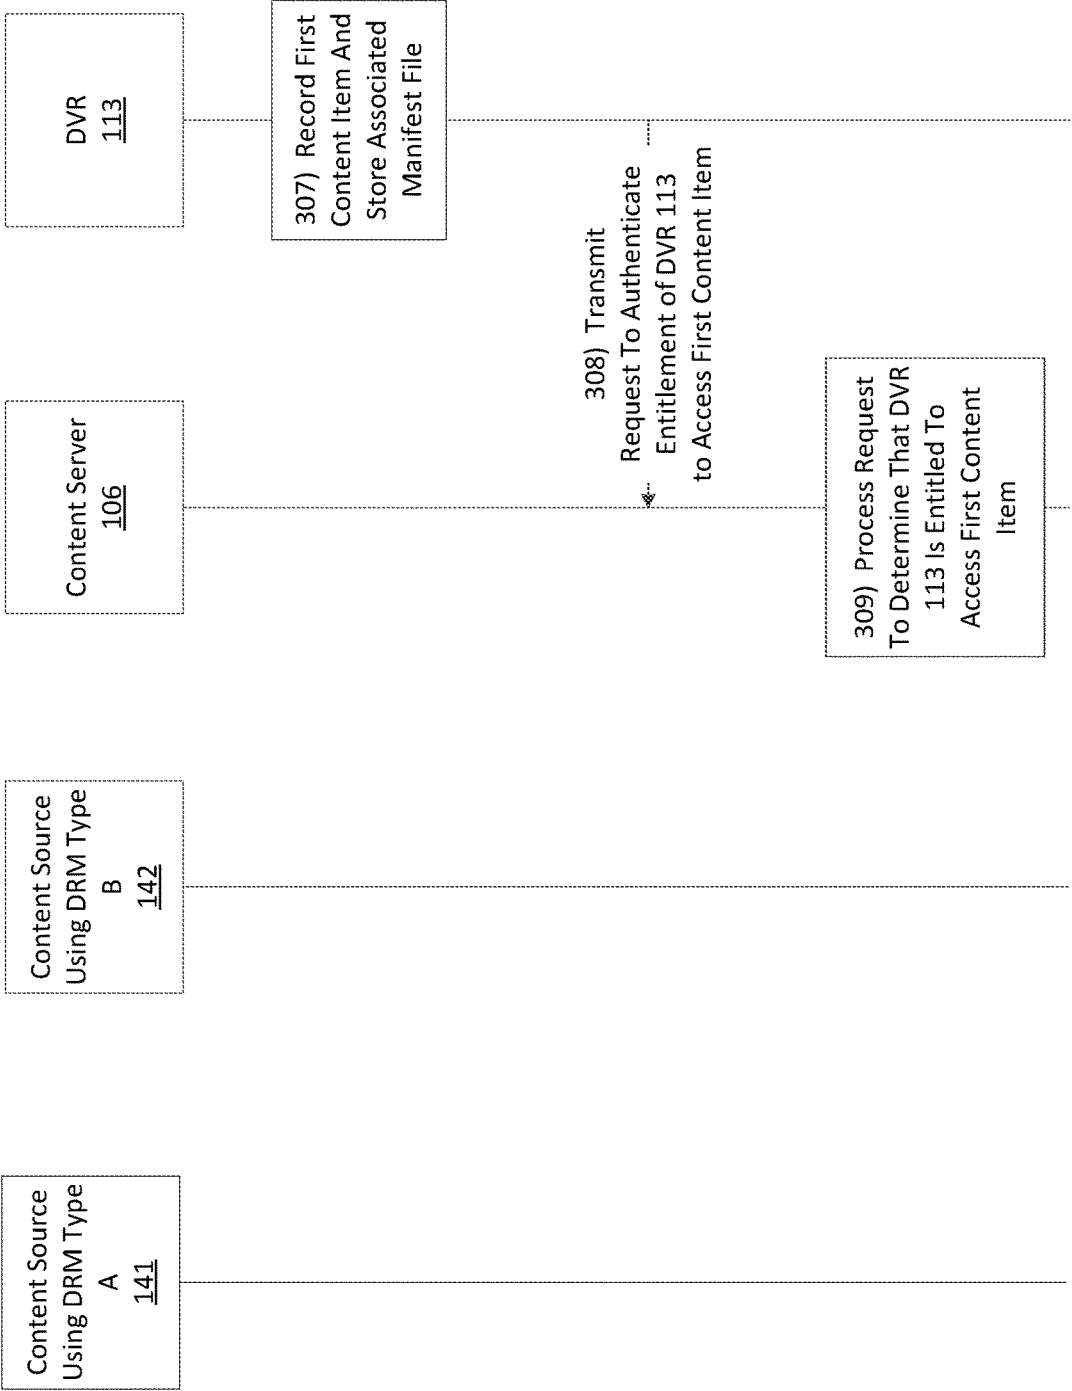 Content Source
Using DRM Type
A
141
Content Source
Using DRM Type
B
142
Content Server
106
DVR
113
307) Record First
Content Item And
Store Associated
Manifest File
308) Transmit
Request To Authenticate
Entitlement of DVR 113
to Access First Content Item
309) Process Request
To Determine That DVR
113 Is Entitled To
Access First Content
Item